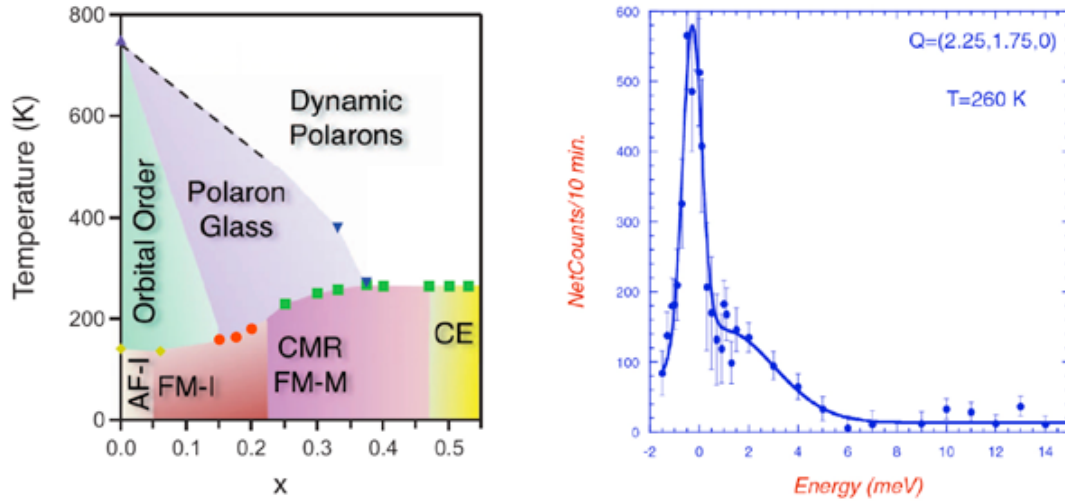 800
600
400
200
0
Temperature (K)
Orbital Order
Polaron
Glass
Dynamic
Polarons
AF-I
FM-I
CMR
FM-M
CE
0.0
0.1
0.2
0.3
0.4
0.5
x
600
500
400
300
200
100
0
NetCounts/10 min.
Q=(2.25,1.75,0)
T=260 K
-2
0
2
4
6
8
10
12
14
Energy (meV)